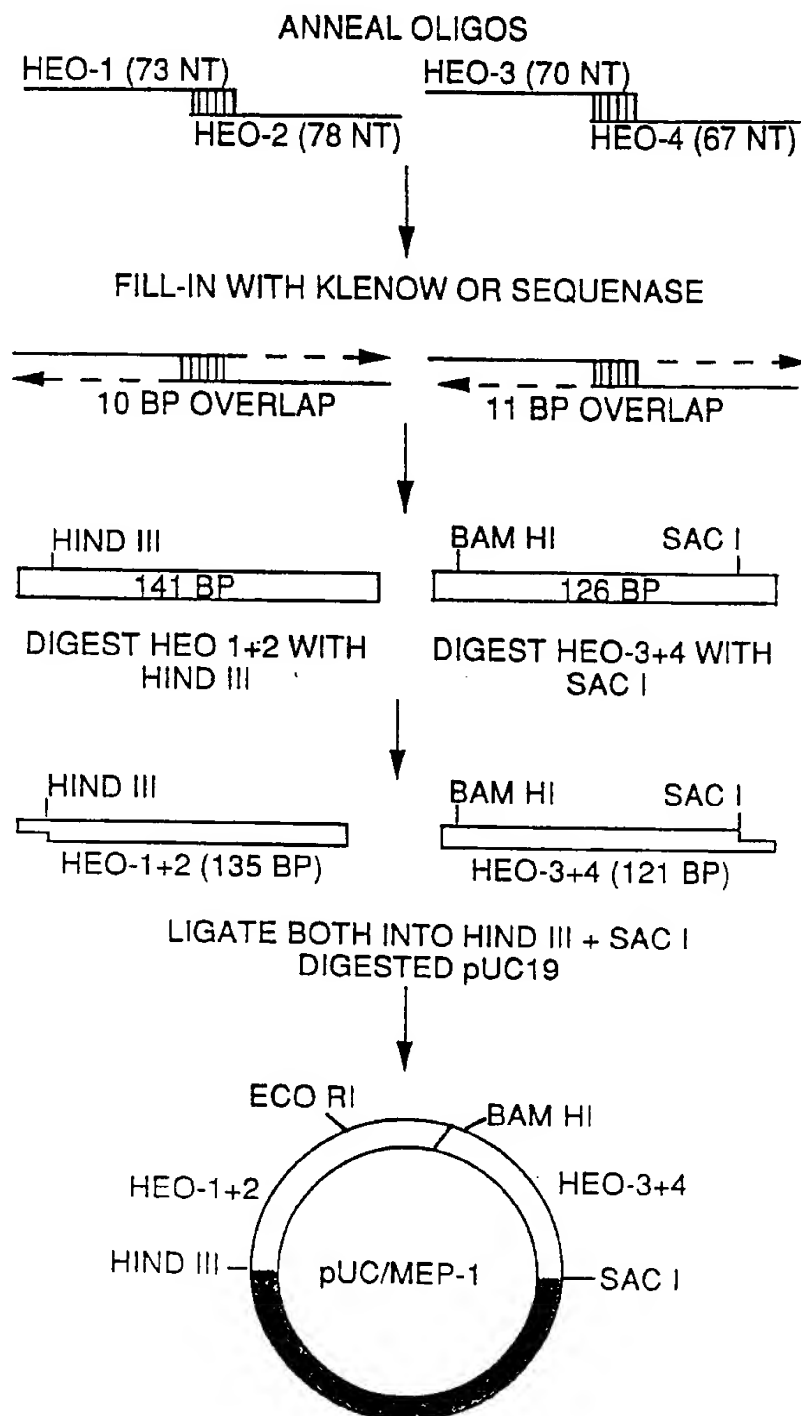 ANNEAL OLIGOS
HEO-1 (73 NT)
HEO-3 (70 NT)
HEO-2 (78 NT)
HEO-4 (67 NT)
FILL-IN WITH KLENOW OR SEQUENASE
10 BP OVERLAP
11 BP OVERLAP
HIND III
BAM HI
SAC I
141 BP
126 BP
DIGEST HEO 1+2 WITH
HIND III
DIGEST HEO-3+4 WITH
SAC I
HIND III
BAM HI
SAC I
HEO-1+2 (135 BP)
HEO-3+4 (121 BP)
LIGATE BOTH INTO HIND III + SAC I
DIGESTED pUC19
ECO RI
BAM HI
HEO-1+2
HEO-3+4
HIND III
pUC/MEP-1
SAC I